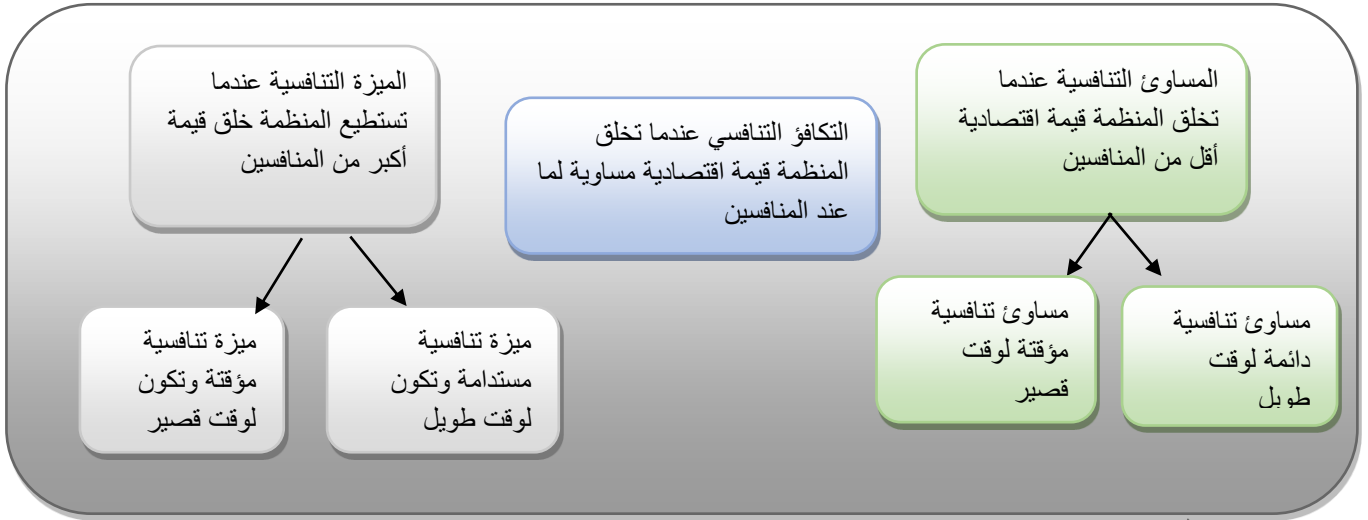 المساوئ التنافسية عندما
تخلق المنظمة قيمة اقتصادية
أقل من المنافسين
التكافؤ التنافسي عندما تخلق
المنظمة قيمة اقتصادية مساوية لما
عند المنافسين
الميزة التنافسية عندما
تستطيع المنظمة خلق قيمة
أكبر من المنافسين
مساوئ تنافسية
دائمة لوقت
طويل
مساوئ تنافسية
مؤقتة لوقت
قصير
ميزة تنافسية
مستدامة وتكون
لوقت طويل
ميزة تنافسية
مؤقتة وتكون
لوقت قصير